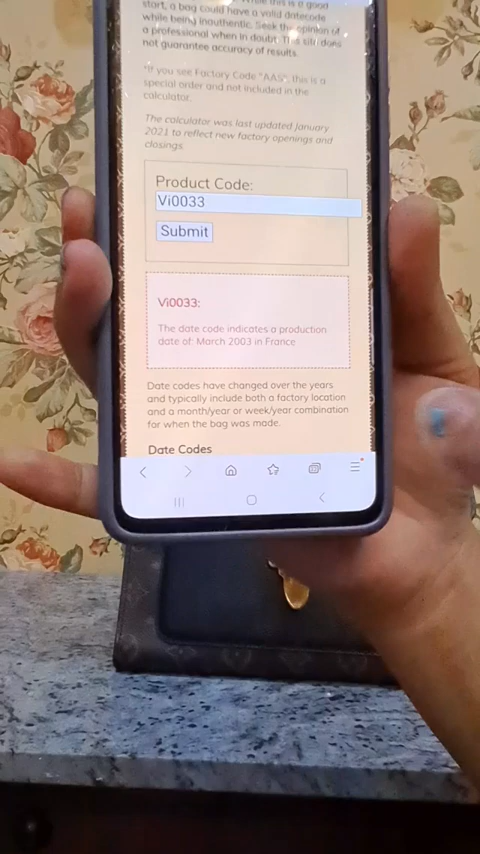 start, a bag could have a valid datecode
while being inauthentic. Seek the opinion of
a professional when in doubt. This site does
not guarantee accuracy of results.
*If you see Factory Code "AAS", this is a
special order and not included in the
calculator.
The calculator was last updated January
2021 to reflect new factory openings and
closings.
Product Code:
Vi0033
Submit
Vi0033:
The date code indicates a production
date of: March 2003 in France
Date codes have changed over the years
and typically include both a factory location
and a month/year or week/year combination
for when the bag was made.
Date Codes